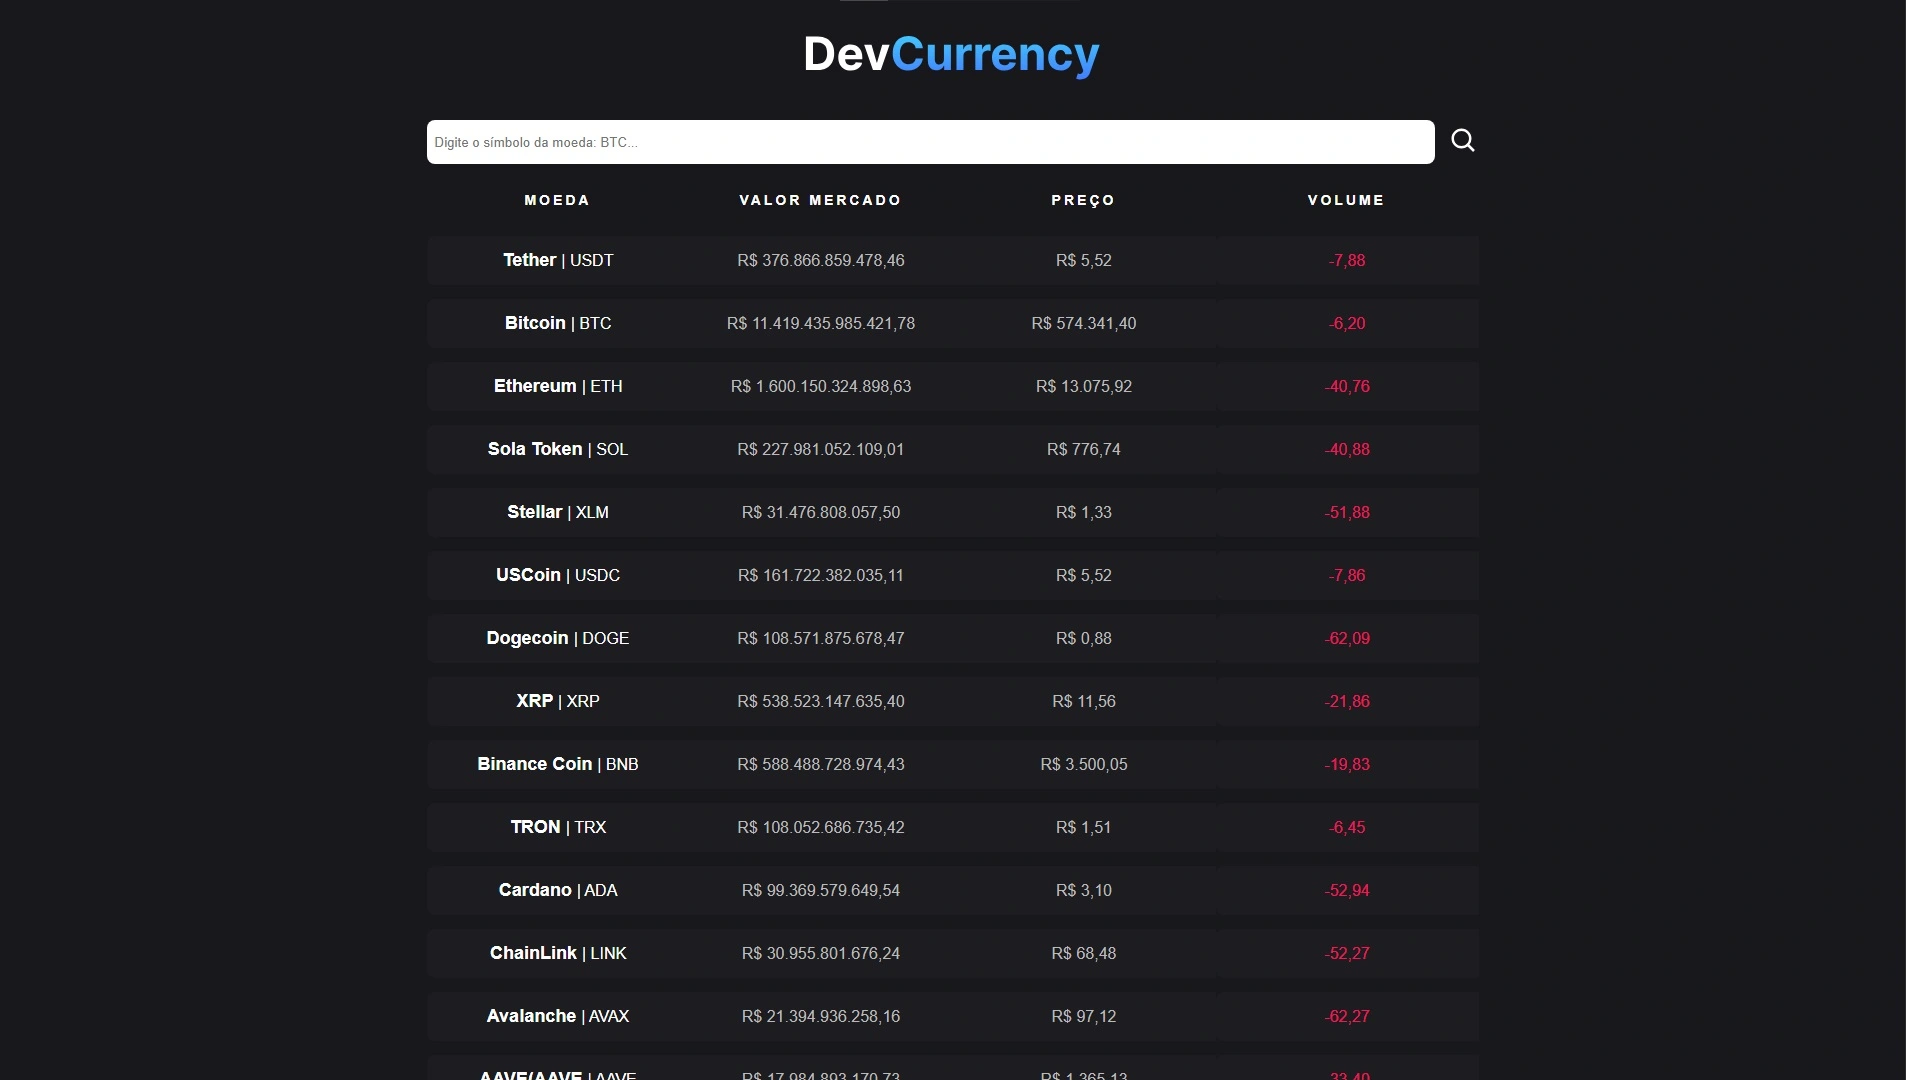 DevCurrency
Digite o símbolo da moeda: BTC...
MOEDA VALOR MERCADO PREÇO VOLUME
Tether | USDT R$ 376.866.859.478,46 R$ 5,52 -7,88
Bitcoin | BTC R$ 11.419.435.985.421,78 R$ 574.341,40 -6,20
Ethereum | ETH R$ 1.600.150.324.898,63 R$ 13.075,92 -40,76
Sola Token | SOL R$ 227.981.052.109,01 R$ 776,74 -40,88
Stellar | XLM R$ 31.476.808.057,50 R$ 1,33 -51,88
USCoin | USDC R$ 161.722.382.035,11 R$ 5,52 -7,86
Dogecoin | DOGE R$ 108.571.875.678,47 R$ 0,88 -62,09
XRP | XRP R$ 538.523.147.635,40 R$ 11,56 -21,86
Binance Coin | BNB R$ 588.488.728.974,43 R$ 3.500,05 -19,83
TRON | TRX R$ 108.052.686.735,42 R$ 1,51 -6,45
Cardano | ADA R$ 99.369.579.649,54 R$ 3,10 -52,94
ChainLink | LINK R$ 30.955.801.676,24 R$ 68,48 -52,27
Avalanche | AVAX R$ 21.394.936.258,16 R$ 97,12 -62,27
AAVE(AAVE | AAVE R$ 17.984.893.170,73 R$ 1.365,13 -33,40